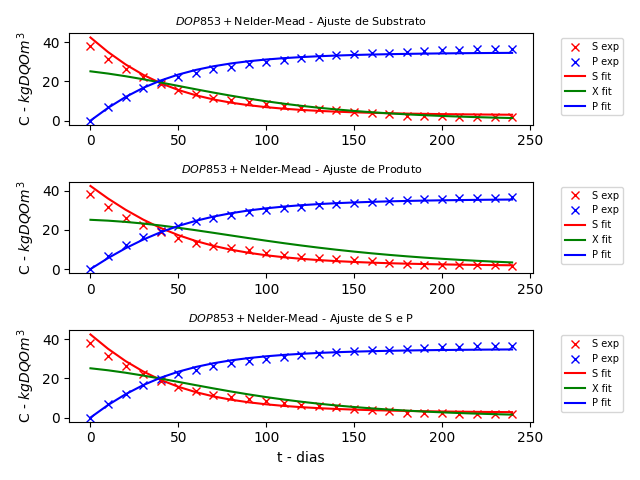 DOP853 + Nelder-Mead - Ajuste de Substrato
40
20
0
C - kgDQOm³
0 50 100 150 200 250
S exp
P exp
S fit
X fit
P fit
DOP853 + Nelder-Mead - Ajuste de Produto
40
20
0
C - kgDQOm³
0 50 100 150 200 250
S exp
P exp
S fit
X fit
P fit
DOP853 + Nelder-Mead - Ajuste de S e P
40
20
0
C - kgDQOm³
0 50 100 150 200 250
S exp
P exp
S fit
X fit
P fit
t - dias